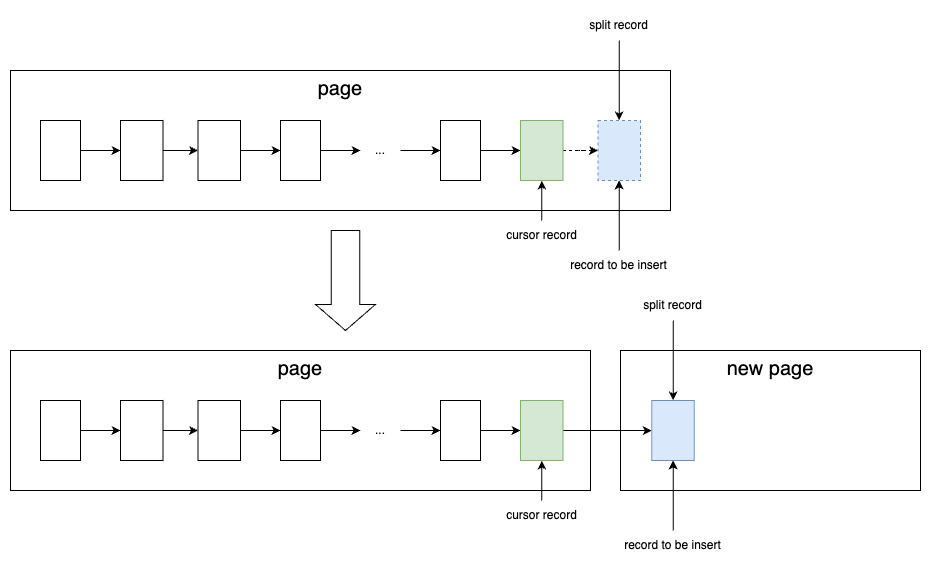 split record
page
...
cursor record
record to be insert
split record
page
new page
...
cursor record
record to be insert